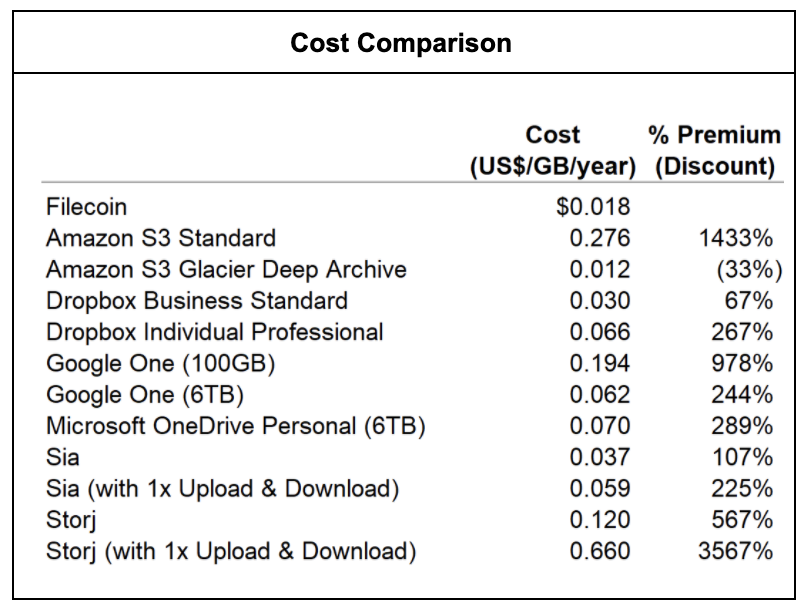 Cost Comparison
Cost % Premium
(US$/GB/year) (Discount)
Filecoin $0.018
Amazon S3 Standard 0.276 1433%
Amazon S3 Glacier Deep Archive 0.012 (33%)
Dropbox Business Standard 0.030 67%
Dropbox Individual Professional 0.066 267%
Google One (100GB) 0.194 978%
Google One (6TB) 0.062 244%
Microsoft OneDrive Personal (6TB) 0.070 289%
Sia 0.037 107%
Sia (with 1x Upload & Download) 0.059 225%
Storj 0.120 567%
Storj (with 1x Upload & Download) 0.660 3567%